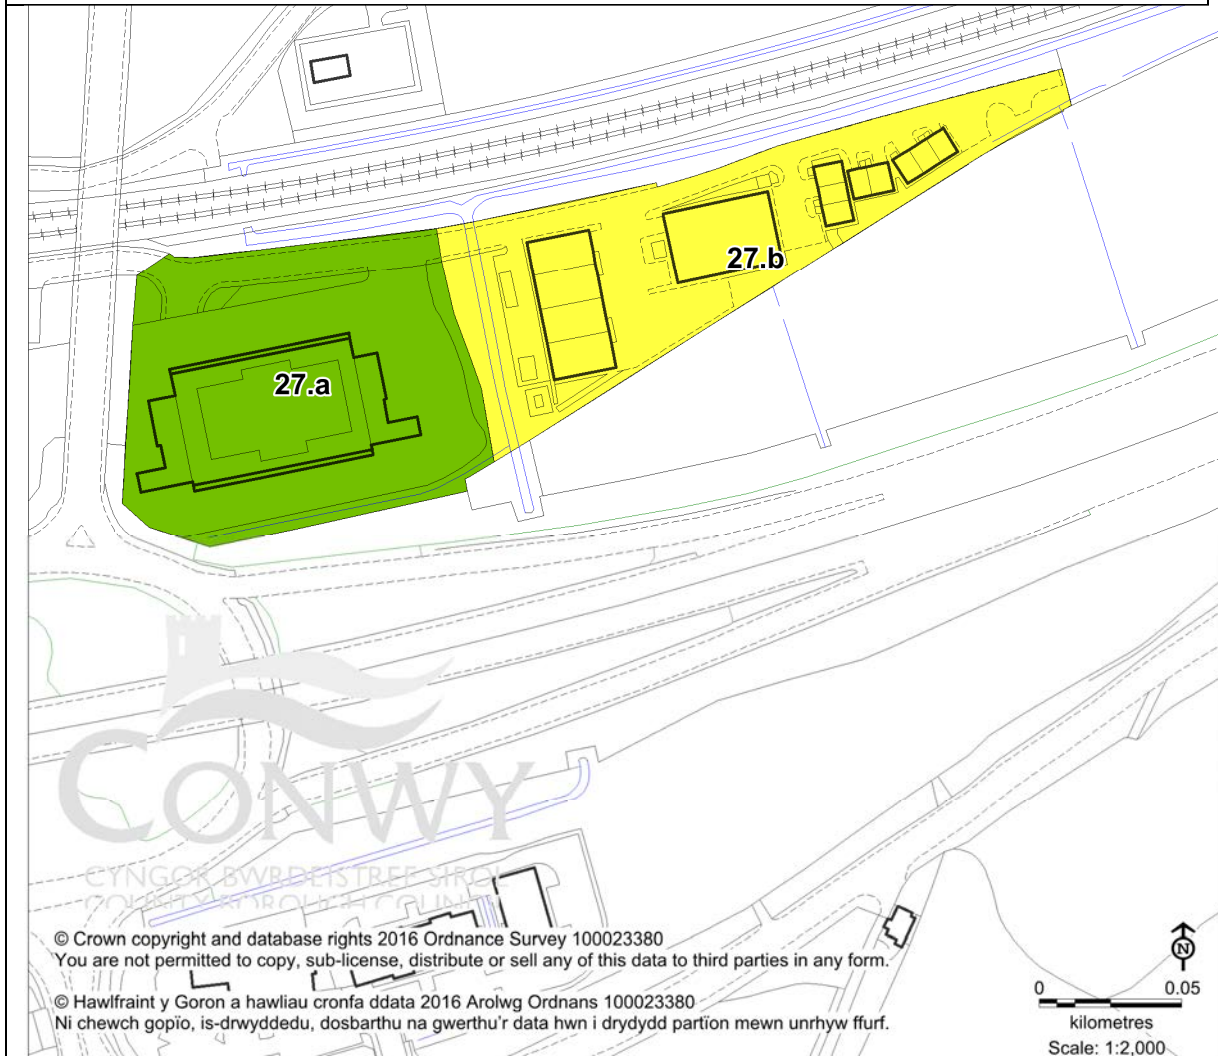 27.b
27.a
CONWY
CYNGOR BWRDEISTREF SIROL
COUNTY BOROUGH COUNCIL
© Crown copyright and database rights 2016 Ordnance Survey 100023380
You are not permitted to copy, sub-license, distribute or sell any of this data to third parties in any form.
© Hawlfraint y Goron a hawliau cronfa ddata 2016 Arolwg Ordnans 100023380
Ni chewch gopïo, is-drwyddedu, dosbarthu na gwerthu'r data hwn i drydydd partïon mewn unrhyw ffurf.
N
0 0.05
kilometres
Scale: 1:2,000